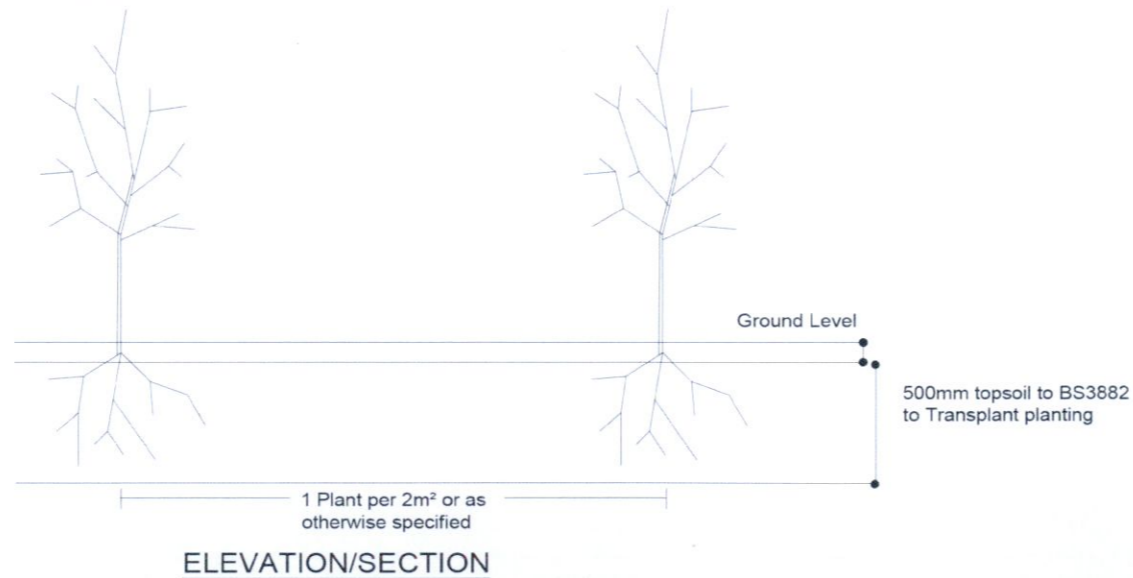 Ground Level
500mm topsoil to BS3882
to Transplant planting
1 Plant per 2m² or as
otherwise specified
ELEVATION/SECTION